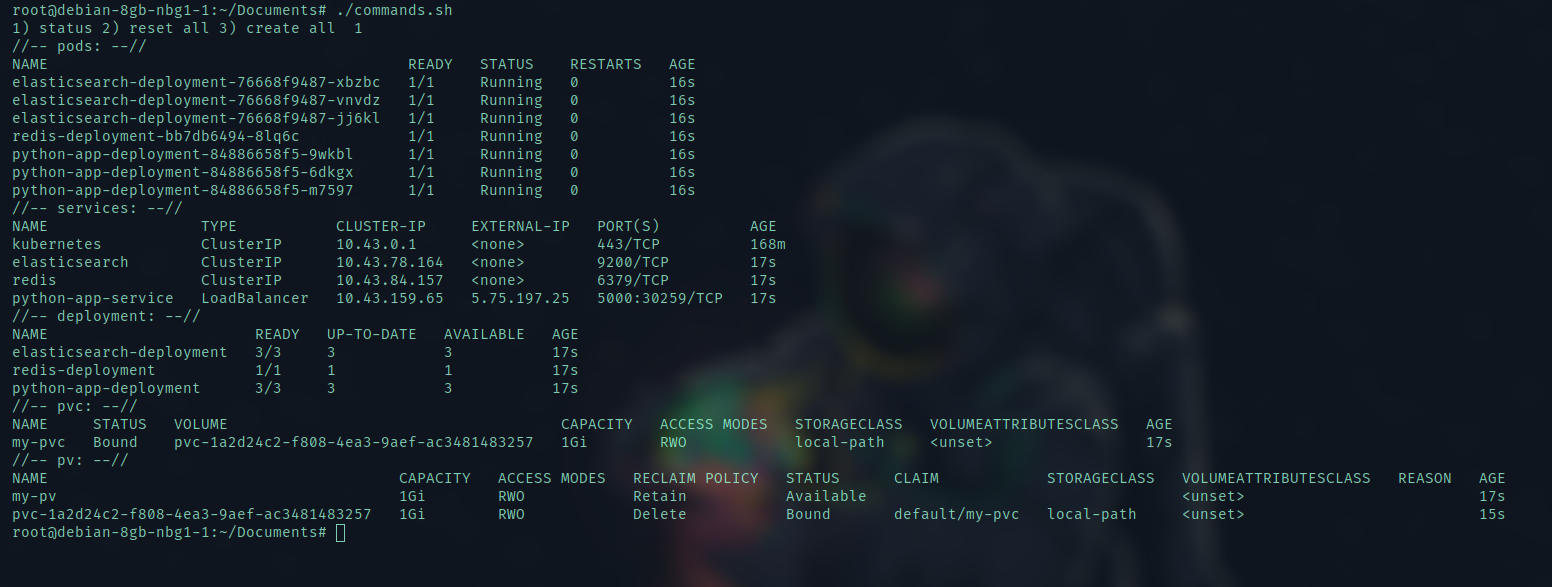 root@debian-8gb-nbg1-1:~/Documents# ./commands.sh
1) status 2) reset all 3) create all  1
//-- pods: --//
NAME                                        READY   STATUS    RESTARTS   AGE
elasticsearch-deployment-76668f9487-xbzbc   1/1     Running   0          16s
elasticsearch-deployment-76668f9487-vnvdz   1/1     Running   0          16s
elasticsearch-deployment-76668f9487-jj6kl   1/1     Running   0          16s
redis-deployment-bb7db6494-8lq6c            1/1     Running   0          16s
python-app-deployment-84886658f5-9wkbl      1/1     Running   0          16s
python-app-deployment-84886658f5-6dkgx      1/1     Running   0          16s
python-app-deployment-84886658f5-m7597      1/1     Running   0          16s
//-- services: --//
NAME                 TYPE           CLUSTER-IP     EXTERNAL-IP   PORT(S)          AGE
kubernetes           ClusterIP      10.43.0.1      <none>        443/TCP          168m
elasticsearch        ClusterIP      10.43.78.164   <none>        9200/TCP         17s
redis                ClusterIP      10.43.84.157   <none>        6379/TCP         17s
python-app-service   LoadBalancer   10.43.159.65   5.75.197.25   5000:30259/TCP   17s
//-- deployment: --//
NAME                       READY   UP-TO-DATE   AVAILABLE   AGE
elasticsearch-deployment   3/3     3            3           17s
redis-deployment           1/1     1            1           17s
python-app-deployment      3/3     3            3           17s
//-- pvc: --//
NAME     STATUS   VOLUME                                     CAPACITY   ACCESS MODES   STORAGECLASS   VOLUMEATTRIBUTESCLASS   AGE
my-pvc   Bound    pvc-1a2d24c2-f808-4ea3-9aef-ac3481483257   1Gi        RWO            local-path     <unset>                 17s
//-- pv: --//
NAME                                       CAPACITY   ACCESS MODES   RECLAIM POLICY   STATUS      CLAIM            STORAGECLASS   VOLUMEATTRIBUTESCLASS   REASON   AGE
my-pv                                      1Gi        RWO            Retain           Available                                   <unset>                          17s
pvc-1a2d24c2-f808-4ea3-9aef-ac3481483257   1Gi        RWO            Delete           Bound       default/my-pvc   local-path     <unset>                          15s
root@debian-8gb-nbg1-1:~/Documents#